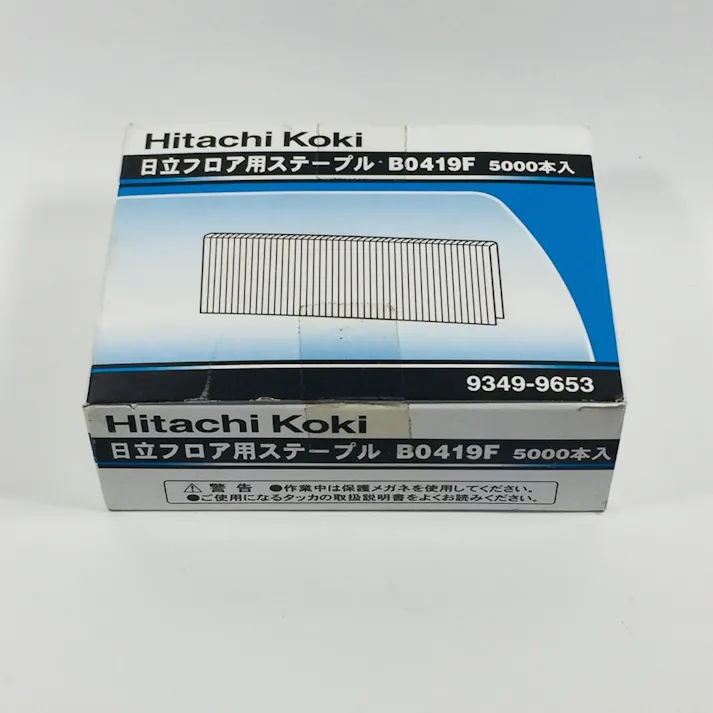 Hitachi Koki
日立フロア用ステープル B0419F 5000本入
9349-9653
Hitachi Koki
日立フロア用ステープル B0419F 5000本入
⚠警告 ●作業中は保護メガネを使用してください。
●ご使用になるタッカの取扱説明書をよくお読みください。